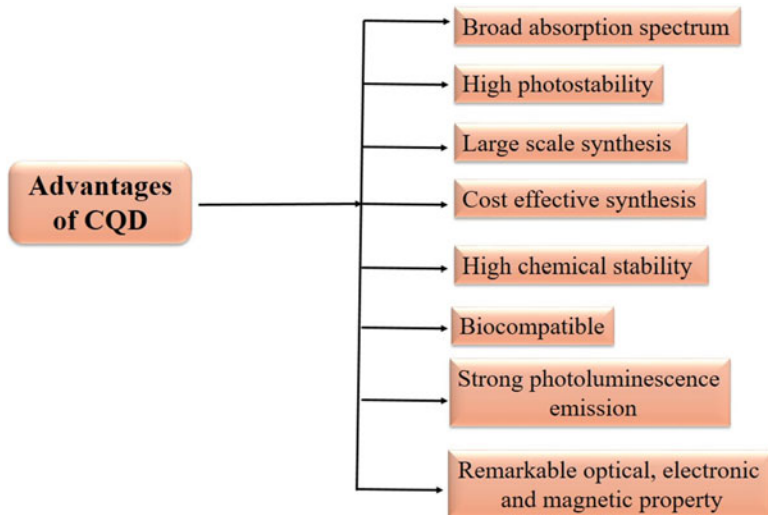 Broad absorption spectrum
High photostability
Large scale synthesis
Advantages
of CQD
Cost effective synthesis
High chemical stability
Biocompatible
Strong photoluminescence
emission
Remarkable optical, electronic
and magnetic property